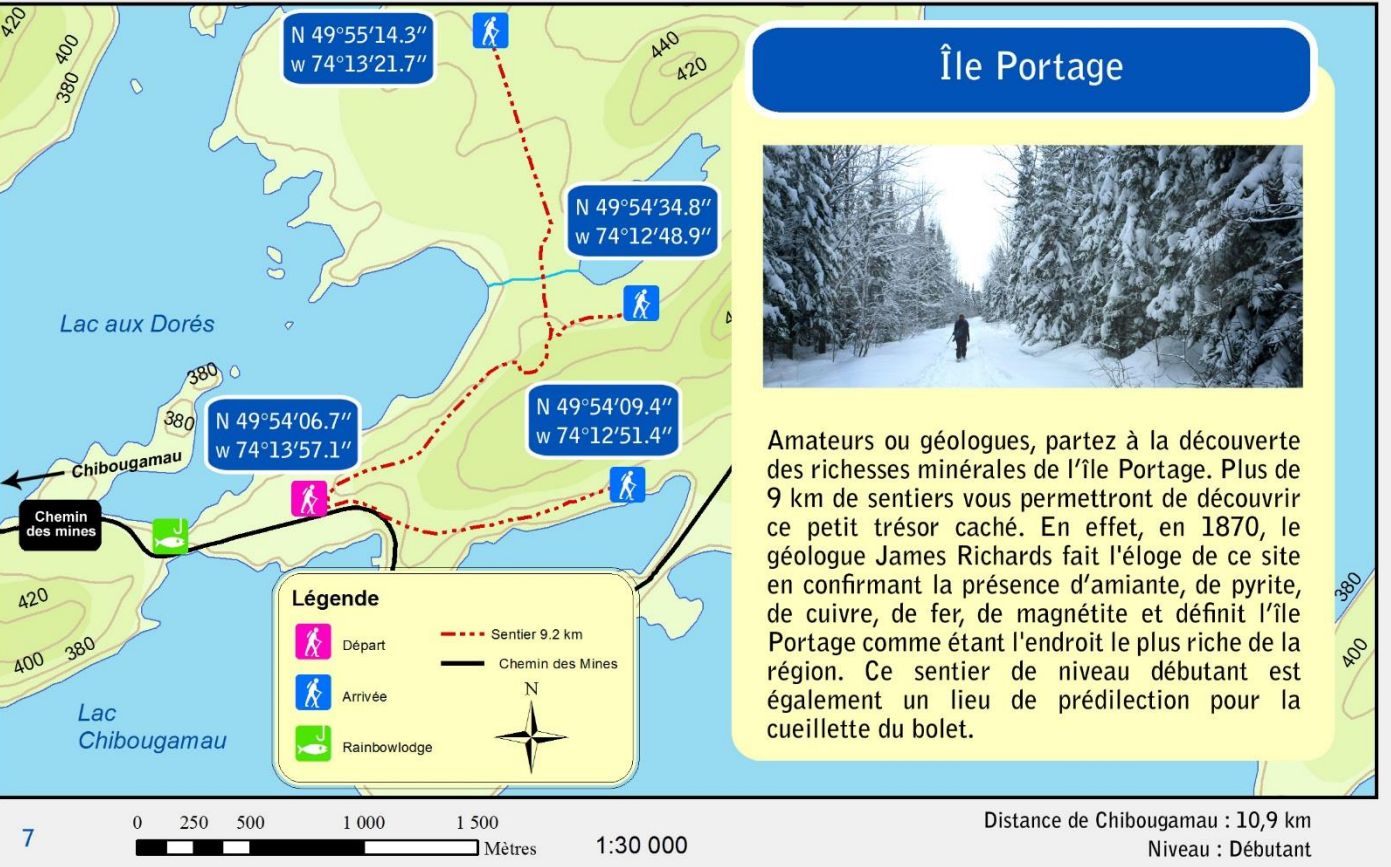 420
400
380
N 49°55′14.3″
w 74°13′21.7″
440
420
N 49°54′34.8″
w 74°12′48.9″
Lac aux Dorés
380
380
N 49°54′06.7″
w 74°13′57.1″
N 49°54′09.4″
w 74°12′51.4″
Chibougamau
Chemin
des mines
420
400
380
Lac
Chibougamau
Légende
Départ
Sentier 9.2 km
Chemin des Mines
Arrivée
N
Rainbowlodge
Île Portage
Amateurs ou géologues, partez à la découverte
des richesses minérales de l'île Portage. Plus de
9 km de sentiers vous permettront de découvrir
ce petit trésor caché. En effet, en 1870, le
géologue James Richards fait l'éloge de ce site
en confirmant la présence d'amiante, de pyrite,
de cuivre, de fer, de magnétite et définit l'île
Portage comme étant l'endroit le plus riche de la
région. Ce sentier de niveau débutant est
également un lieu de prédilection pour la
cueillette du bolet.
380
400
380
7
0 250 500 1 000 1 500
Mètres
1:30 000
Distance de Chibougamau : 10,9 km
Niveau : Débutant